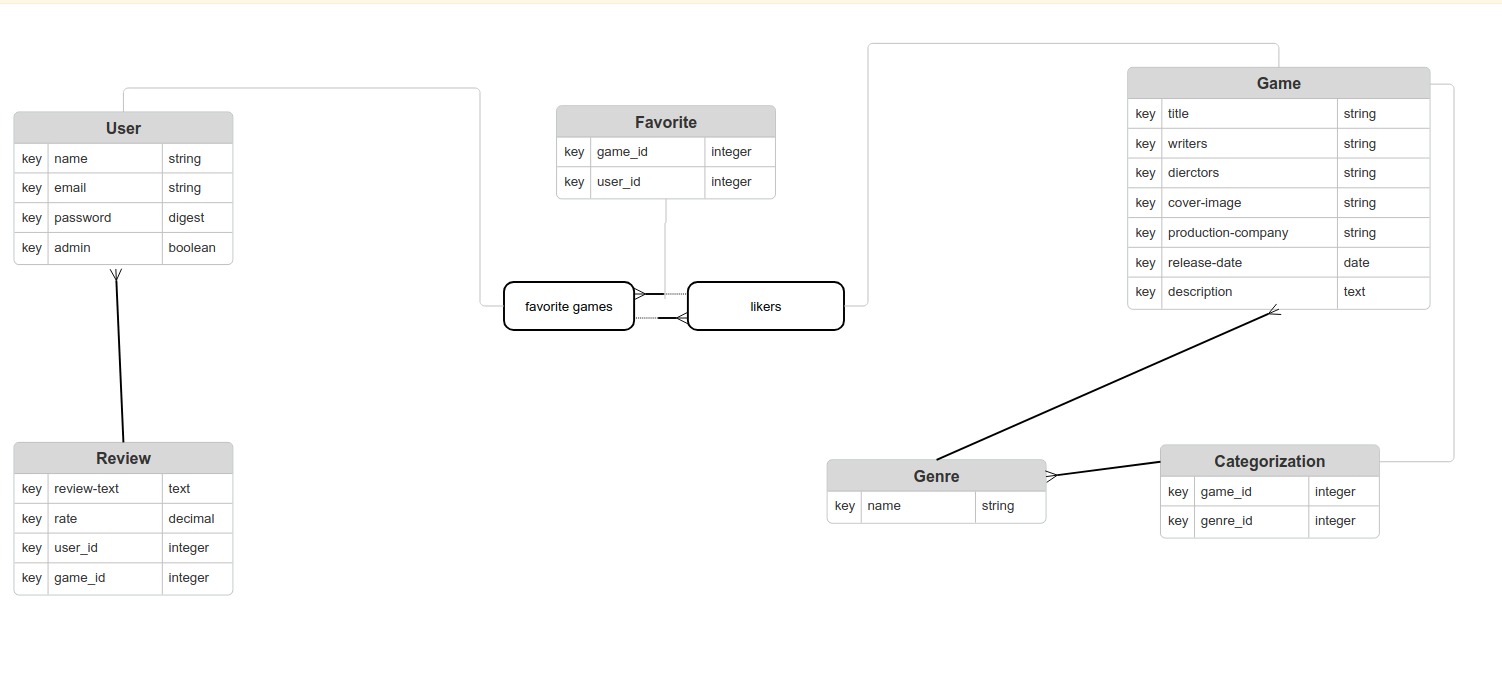 User
key name string
key email string
key password digest
key admin boolean
Favorite
key game_id integer
key user_id integer
Game
key title string
key writers string
key dierctors string
key cover-image string
key production-company string
key release-date date
key description text
favorite games
likers
Review
key review-text text
key rate decimal
key user_id integer
key game_id integer
Genre
key name string
Categorization
key game_id integer
key genre_id integer